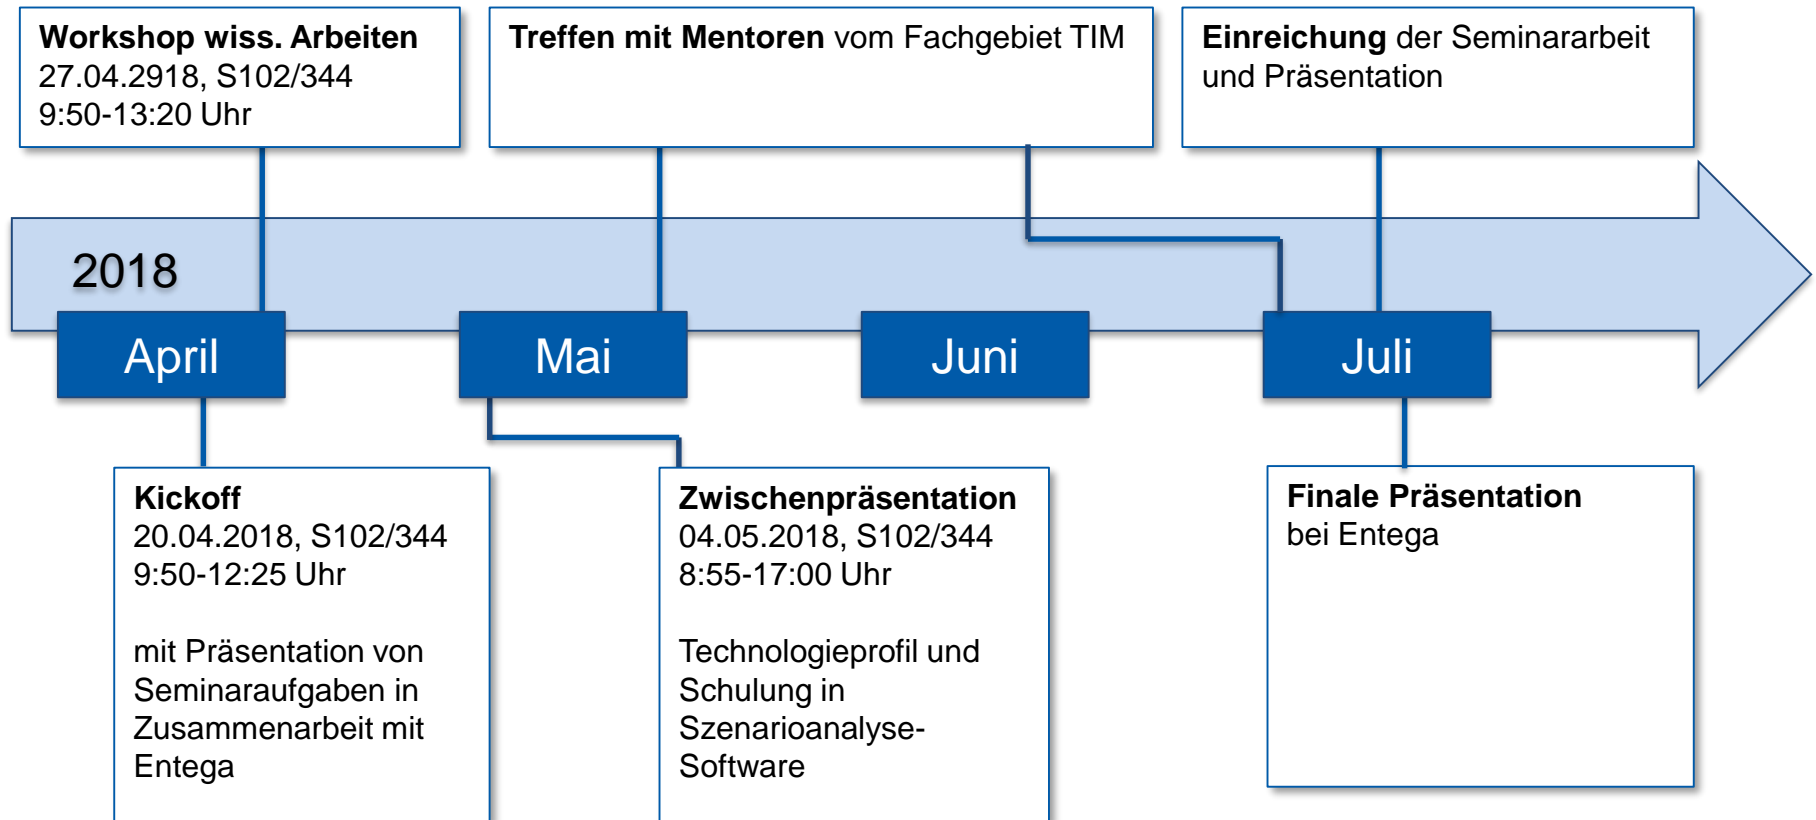 Workshop wiss. Arbeiten
27.04.2918, S102/344
9:50-13:20 Uhr
Treffen mit Mentoren vom Fachgebiet TIM
Einreichung der Seminararbeit
und Präsentation
2018
April
Mai
Juni
Juli
Kickoff
20.04.2018, S102/344
9:50-12:25 Uhr
mit Präsentation von
Seminaraufgaben in
Zusammenarbeit mit
Entega
Zwischenpräsentation
04.05.2018, S102/344
8:55-17:00 Uhr
Technologieprofil und
Schulung in
Szenarioanalyse-
Software
Finale Präsentation
bei Entega